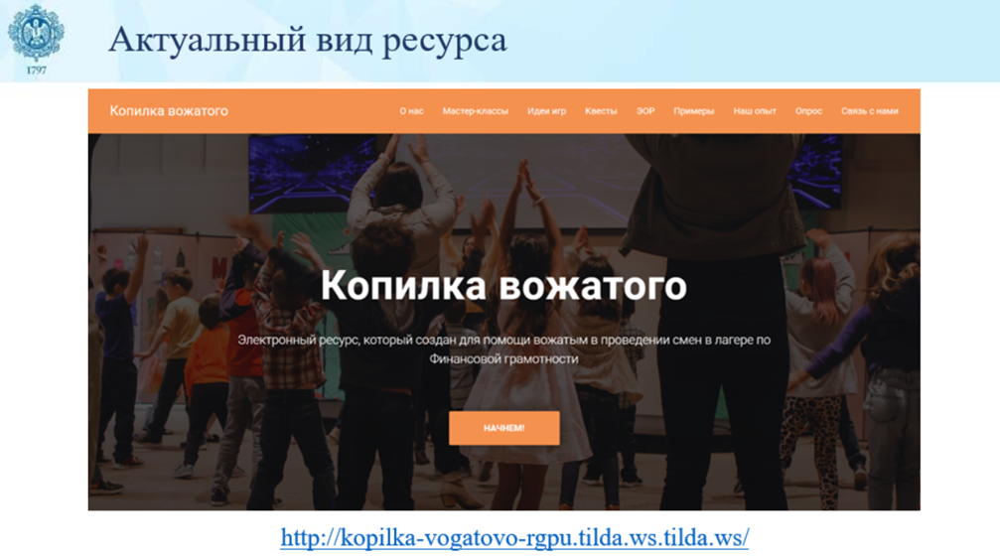 Актуальный вид ресурса
1797
Копилка вожатого
О нас Мастер-классы Идеи игр Квесты ЭОР Примеры Наш опыт Опрос Связь с нами
Копилка вожатого
Электронный ресурс, который создан для помощи вожатым в проведении смен в лагере по
Финансовой грамотности
НАЧНЕМ!
http://kopilka-vogatovo-rgpu.tilda.ws.tilda.ws/